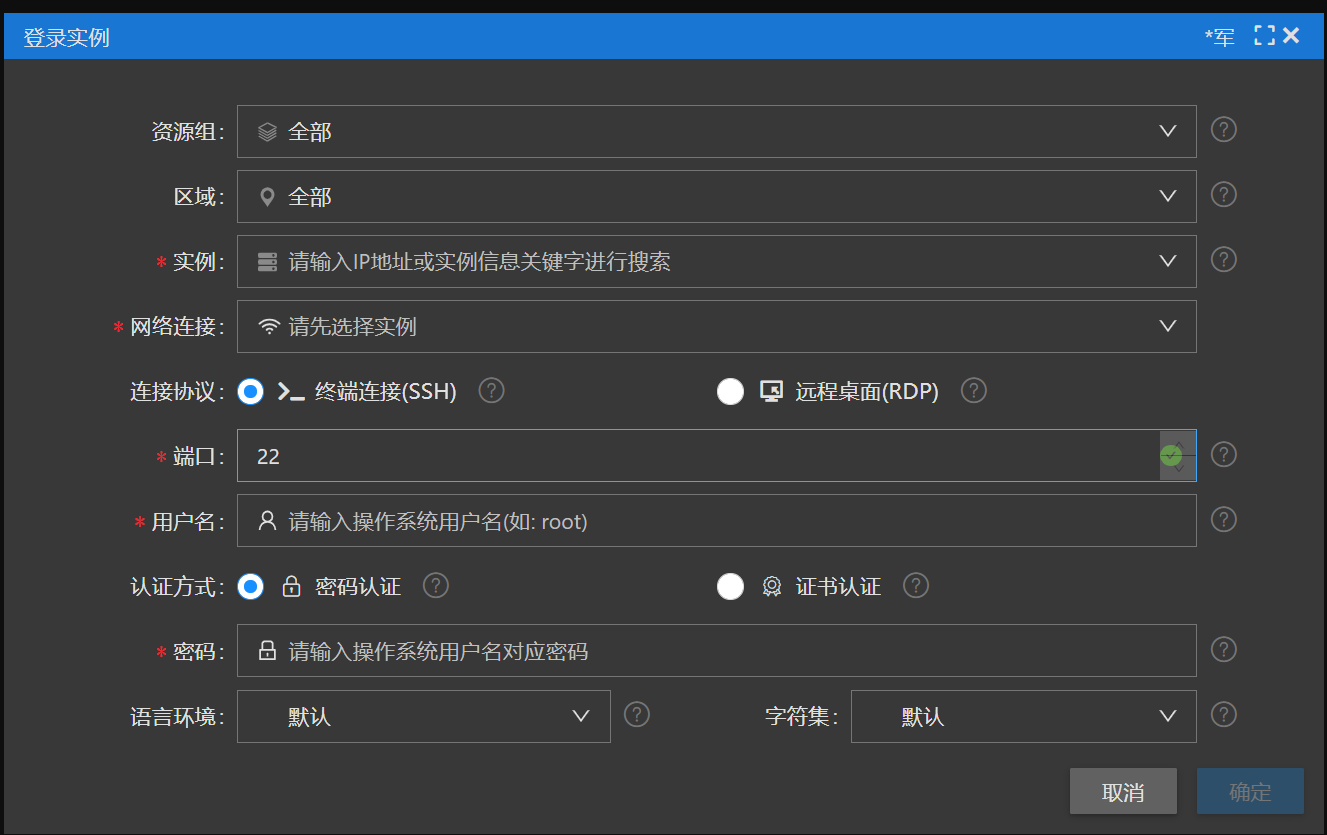 登录实例 *军
资源组: 全部
区域: 全部
* 实例: 请输入IP地址或实例信息关键字进行搜索
* 网络连接: 请先选择实例
连接协议: 终端连接(SSH) 远程桌面(RDP)
* 端口: 22
* 用户名: 请输入操作系统用户名(如: root)
认证方式: 密码认证 证书认证
* 密码: 请输入操作系统用户名对应密码
语言环境: 默认 字符集: 默认
取消 确定